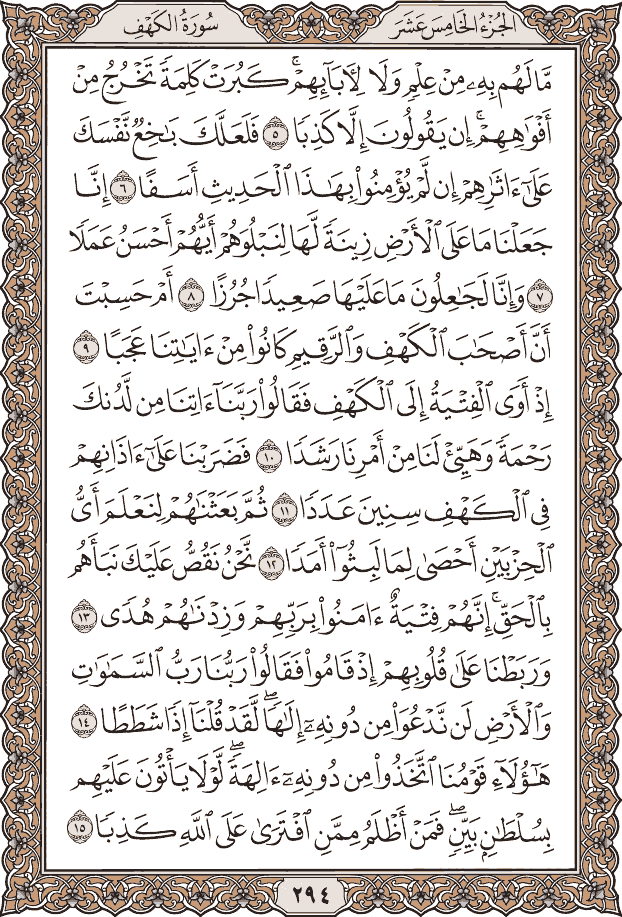 الجزء الخامس عشر
سورة الكهف
مَّا لَهُم بِهِۦ مِنْ عِلْمٍ وَلَا لِأَبَآئِهِمْۚ كَبُرَتْ كَلِمَةً تَخْرُجُ مِنْ
أَفْوَٰهِهِمْۚ إِن يَقُولُونَ إِلَّا كَذِبًا ٥ فَلَعَلَّكَ بَٰخِعٌ نَّفْسَكَ
عَلَىٰٓ ءَاثَٰرِهِمْ إِن لَّمْ يُؤْمِنُوا۟ بِهَٰذَا ٱلْحَدِيثِ أَسَفًا ٦ إِنَّا
جَعَلْنَا مَا عَلَى ٱلْأَرْضِ زِينَةً لَّهَا لِنَبْلُوَهُمْ أَيُّهُمْ أَحْسَنُ عَمَلًا
٧ وَإِنَّا لَجَٰعِلُونَ مَا عَلَيْهَا صَعِيدًا جُرُزًا ٨ أَمْ حَسِبْتَ
أَنَّ أَصْحَٰبَ ٱلْكَهْفِ وَٱلرَّقِيمِ كَانُوا۟ مِنْ ءَايَٰتِنَا عَجَبًا ٩
إِذْ أَوَى ٱلْفِتْيَةُ إِلَى ٱلْكَهْفِ فَقَالُوا۟ رَبَّنَآ ءَاتِنَا مِن لَّدُنكَ
رَحْمَةً وَهَيِّئْ لَنَا مِنْ أَمْرِنَا رَشَدًا ١٠ فَضَرَبْنَا عَلَىٰٓ ءَاذَانِهِمْ
فِى ٱلْكَهْفِ سِنِينَ عَدَدًا ١١ ثُمَّ بَعَثْنَٰهُمْ لِنَعْلَمَ أَىُّ
ٱلْحِزْبَيْنِ أَحْصَىٰ لِمَا لَبِثُوٓا۟ أَمَدًا ١٢ نَّحْنُ نَقُصُّ عَلَيْكَ نَبَأَهُم
بِٱلْحَقِّۚ إِنَّهُمْ فِتْيَةٌ ءَامَنُوا۟ بِرَبِّهِمْ وَزِدْنَٰهُمْ هُدًى ١٣
وَرَبَطْنَا عَلَىٰ قُلُوبِهِمْ إِذْ قَامُوا۟ فَقَالُوا۟ رَبُّنَا رَبُّ ٱلسَّمَٰوَٰتِ
وَٱلْأَرْضِ لَن نَّدْعُوَا۟ مِن دُونِهِۦٓ إِلَٰهًاۖ لَّقَدْ قُلْنَآ إِذًا شَطَطًا ١٤
هَٰٓؤُلَآءِ قَوْمُنَا ٱتَّخَذُوا۟ مِن دُونِهِۦٓ ءَالِهَةًۖ لَّوْلَا يَأْتُونَ عَلَيْهِم
بِسُلْطَٰنٍۭ بَيِّنٍۖ فَمَنْ أَظْلَمُ مِمَّنِ ٱفْتَرَىٰ عَلَى ٱللَّهِ كَذِبًا ١٥
٢٩٤